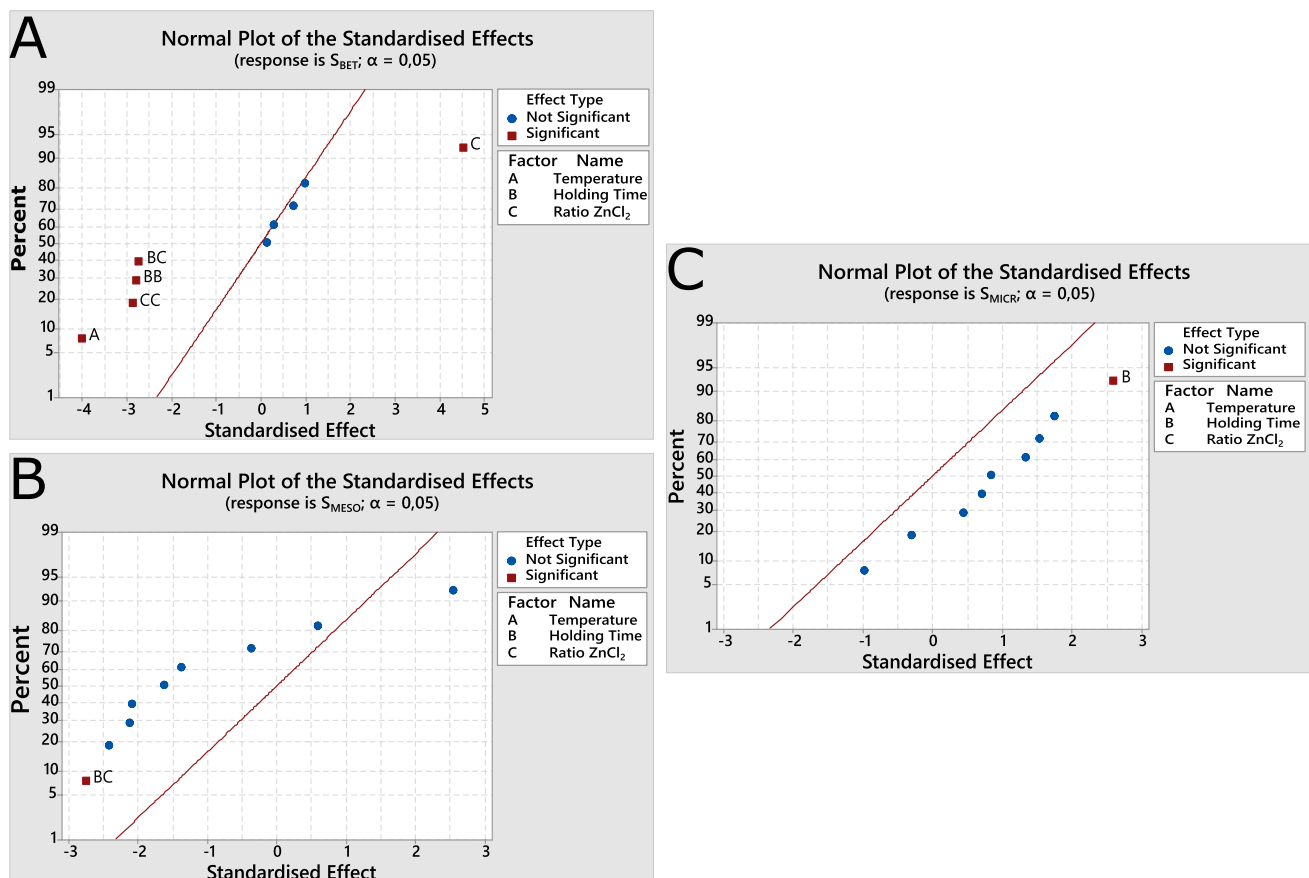 A
Normal Plot of the Standardised Effects
(response is S_BET; α = 0,05)
Percent
99
95
90
80
70
60
50
40
30
20
10
5
1
C
BC
BB
CC
A
-4 -3 -2 -1 0 1 2 3 4 5
Standardised Effect
Effect Type
Not Significant
Significant
Factor Name
A Temperature
B Holding Time
C Ratio ZnCl₂
B
Normal Plot of the Standardised Effects
(response is S_MESO; α = 0,05)
Percent
99
95
90
80
70
60
50
40
30
20
10
5
1
BC
-3 -2 -1 0 1 2 3
Standardised Effect
Effect Type
Not Significant
Significant
Factor Name
A Temperature
B Holding Time
C Ratio ZnCl₂
C
Normal Plot of the Standardised Effects
(response is S_MICR; α = 0,05)
Percent
99
95
90
80
70
60
50
40
30
20
10
5
1
B
-3 -2 -1 0 1 2 3
Standardised Effect
Effect Type
Not Significant
Significant
Factor Name
A Temperature
B Holding Time
C Ratio ZnCl₂